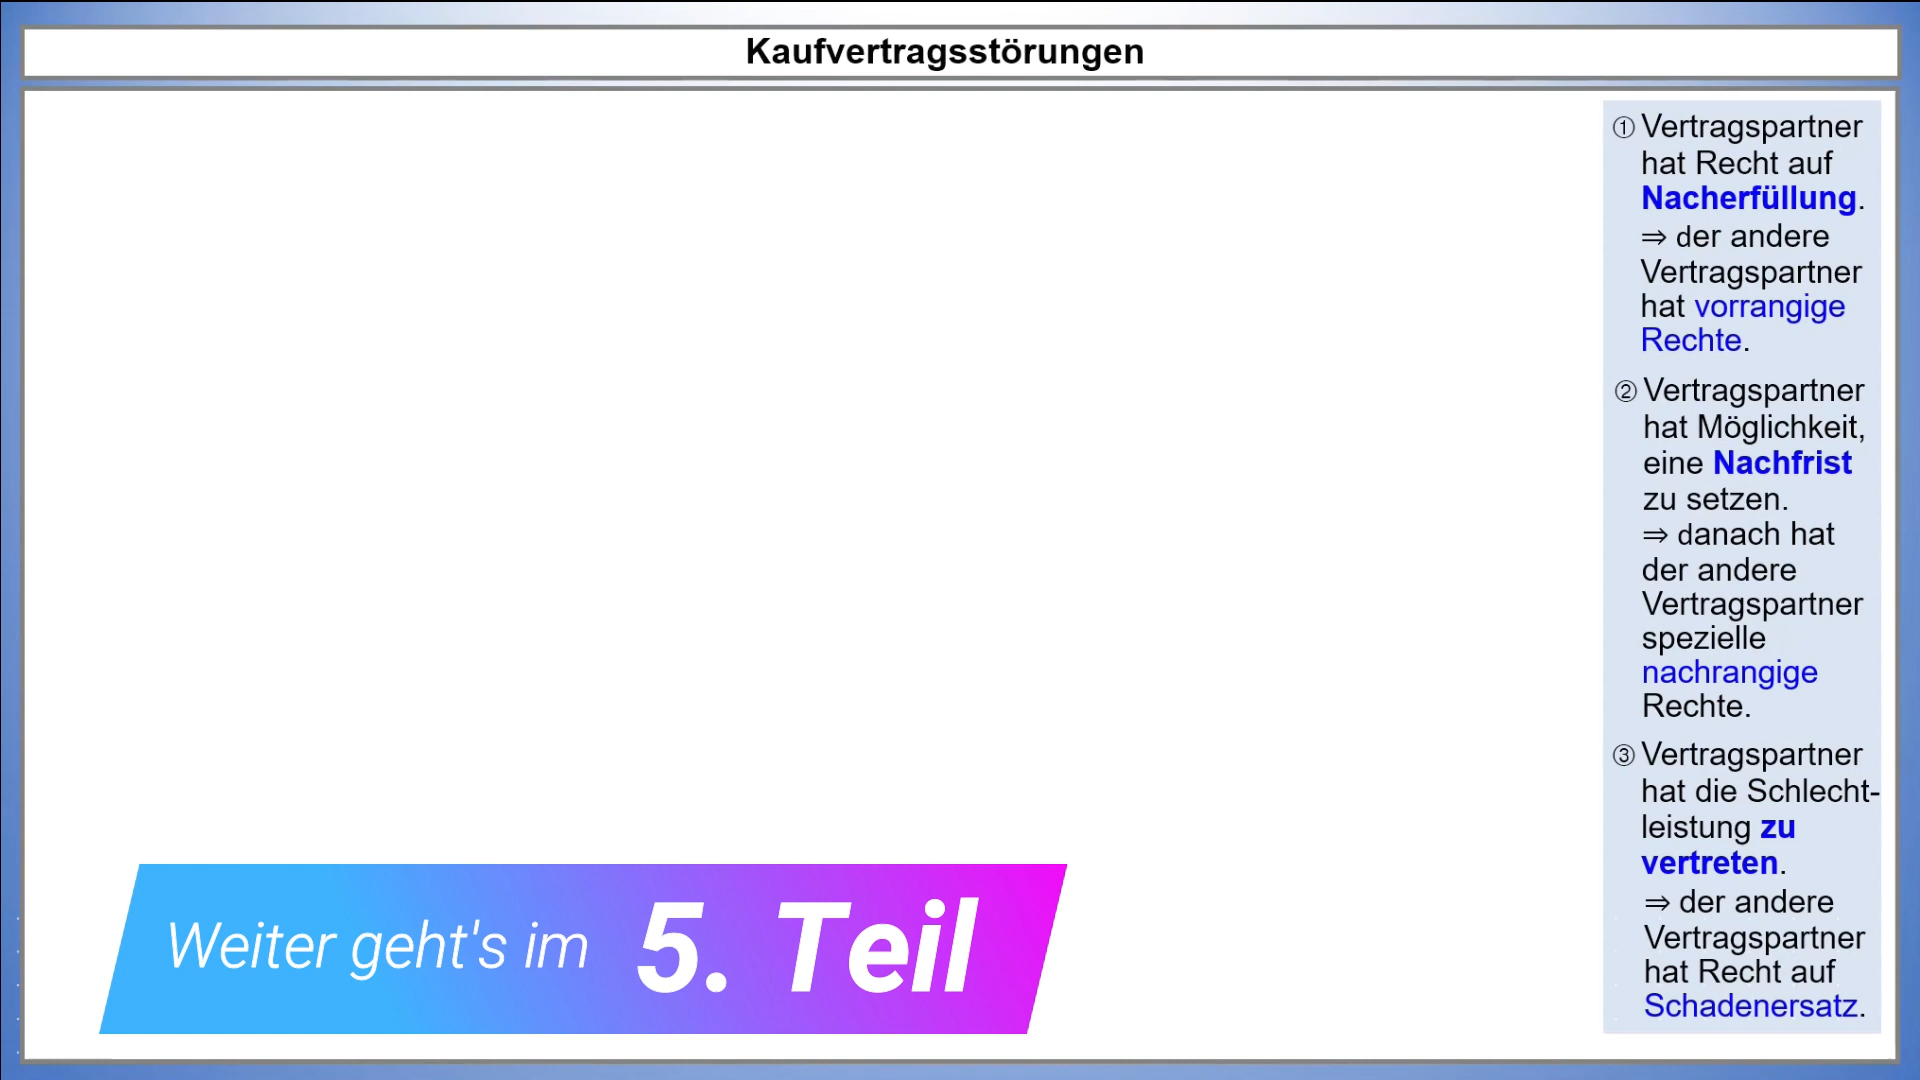 Kaufvertragsstörungen
① Vertragspartner
hat Recht auf
Nacherfüllung.
⇒ der andere
Vertragspartner
hat vorrangige
Rechte.
② Vertragspartner
hat Möglichkeit,
eine Nachfrist
zu setzen.
⇒ danach hat
der andere
Vertragspartner
spezielle
nachrangige
Rechte.
③ Vertragspartner
hat die Schlecht-
leistung zu
vertreten.
⇒ der andere
Vertragspartner
hat Recht auf
Schadenersatz.
Weiter geht's im 5. Teil